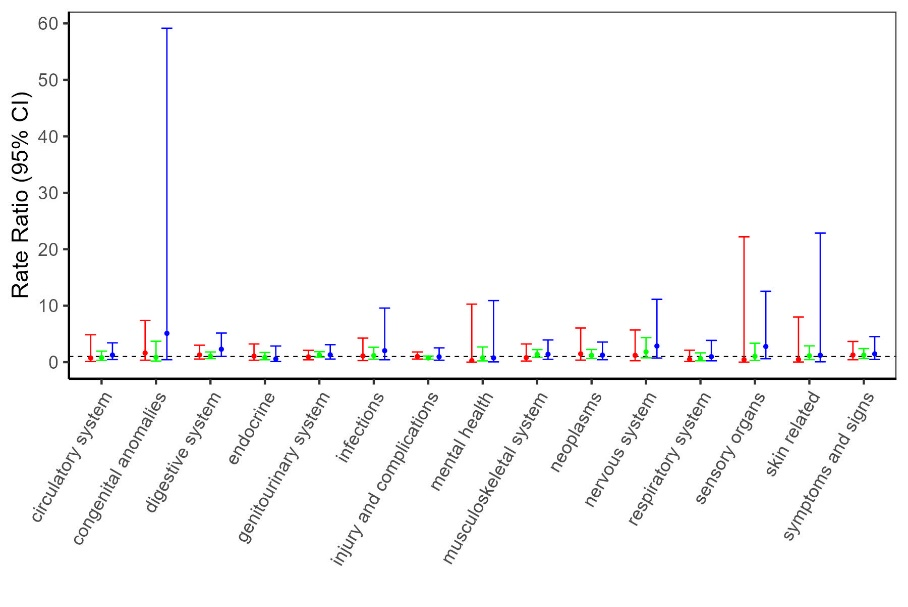 Rate Ratio (95% CI)
60
50
40
30
20
10
0
circulatory system
congenital anomalies
digestive system
endocrine
genitourinary system
infections
injury and complications
mental health
musculoskeletal system
neoplasms
nervous system
respiratory system
sensory organs
skin related
symptoms and signs